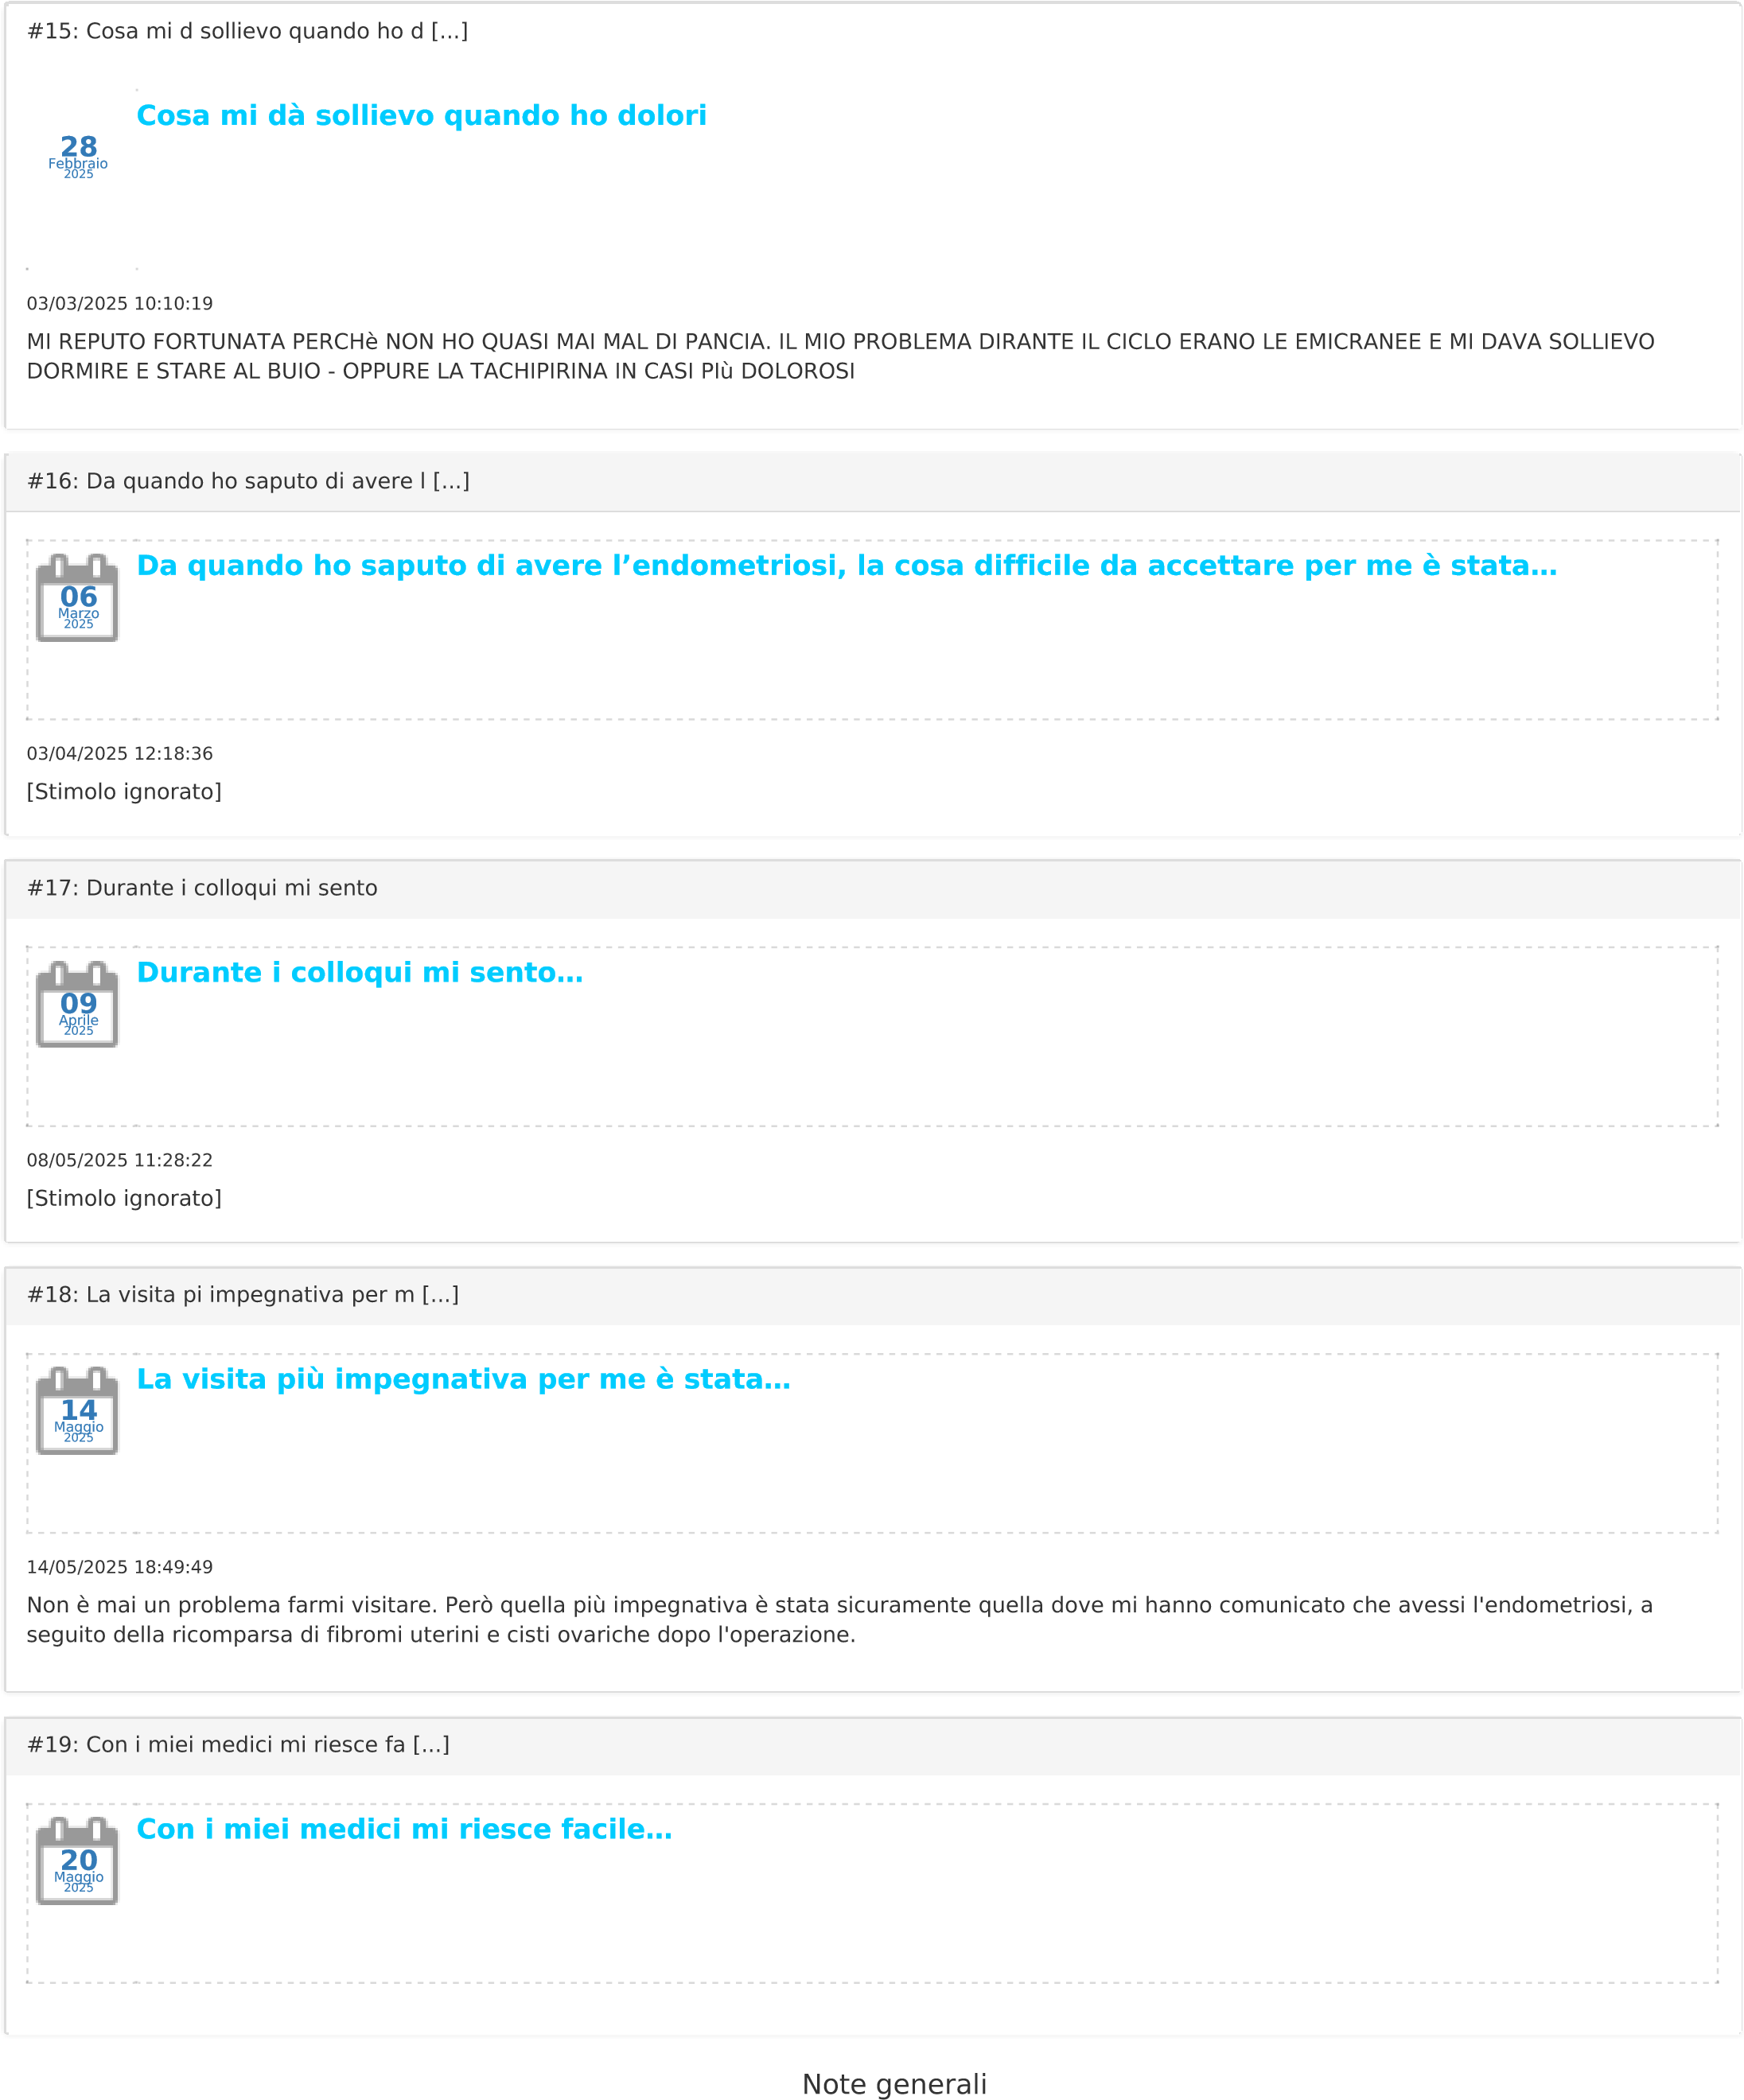 #15: Cosa mi d sollievo quando ho d [...]
Cosa mi dà sollievo quando ho dolori
28
Febbraio
2025
03/03/2025 10:10:19
MI REPUTO FORTUNATA PERCHè NON HO QUASI MAI MAL DI PANCIA. IL MIO PROBLEMA DIRANTE IL CICLO ERANO LE EMICRANEE E MI DAVA SOLLIEVO
DORMIRE E STARE AL BUIO - OPPURE LA TACHIPIRINA IN CASI PIù DOLOROSI
#16: Da quando ho saputo di avere l [...]
Da quando ho saputo di avere l’endometriosi, la cosa difficile da accettare per me è stata…
06
Marzo
2025
03/04/2025 12:18:36
[Stimolo ignorato]
#17: Durante i colloqui mi sento
Durante i colloqui mi sento…
09
Aprile
2025
08/05/2025 11:28:22
[Stimolo ignorato]
#18: La visita pi impegnativa per m [...]
La visita più impegnativa per me è stata…
14
Maggio
2025
14/05/2025 18:49:49
Non è mai un problema farmi visitare. Però quella più impegnativa è stata sicuramente quella dove mi hanno comunicato che avessi l'endometriosi, a
seguito della ricomparsa di fibromi uterini e cisti ovariche dopo l'operazione.
#19: Con i miei medici mi riesce fa [...]
Con i miei medici mi riesce facile…
20
Maggio
2025
Note generali